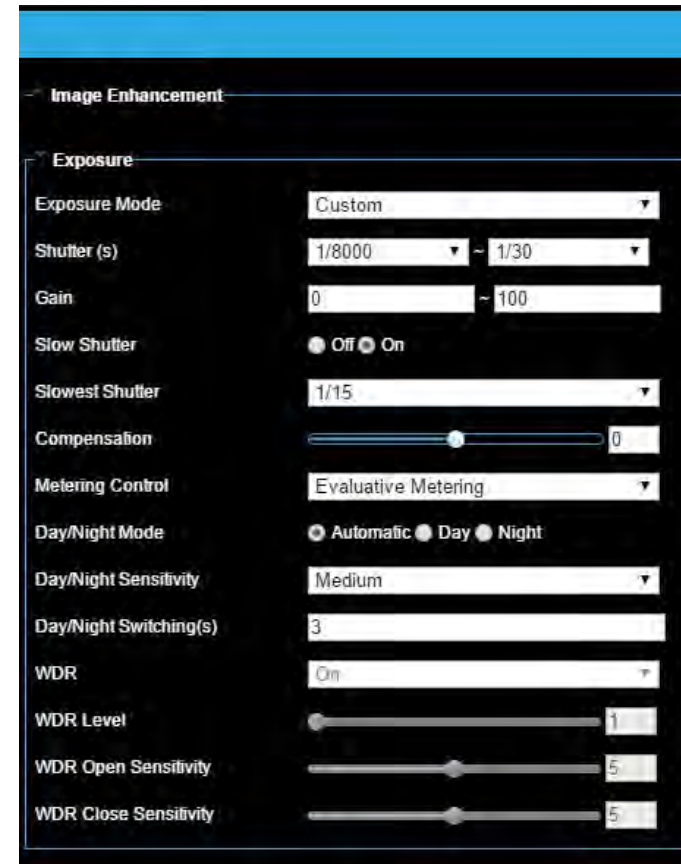 Image Enhancement
Exposure
Exposure Mode Custom
Shutter (s) 1/8000 ~ 1/30
Gain 0 ~ 100
Slow Shutter Off On
Slowest Shutter 1/15
Compensation 0
Metering Control Evaluative Metering
Day/Night Mode Automatic Day Night
Day/Night Sensitivity Medium
Day/Night Switching(s) 3
WDR On
WDR Level 1
WDR Open Sensitivity 5
WDR Close Sensitivity 5